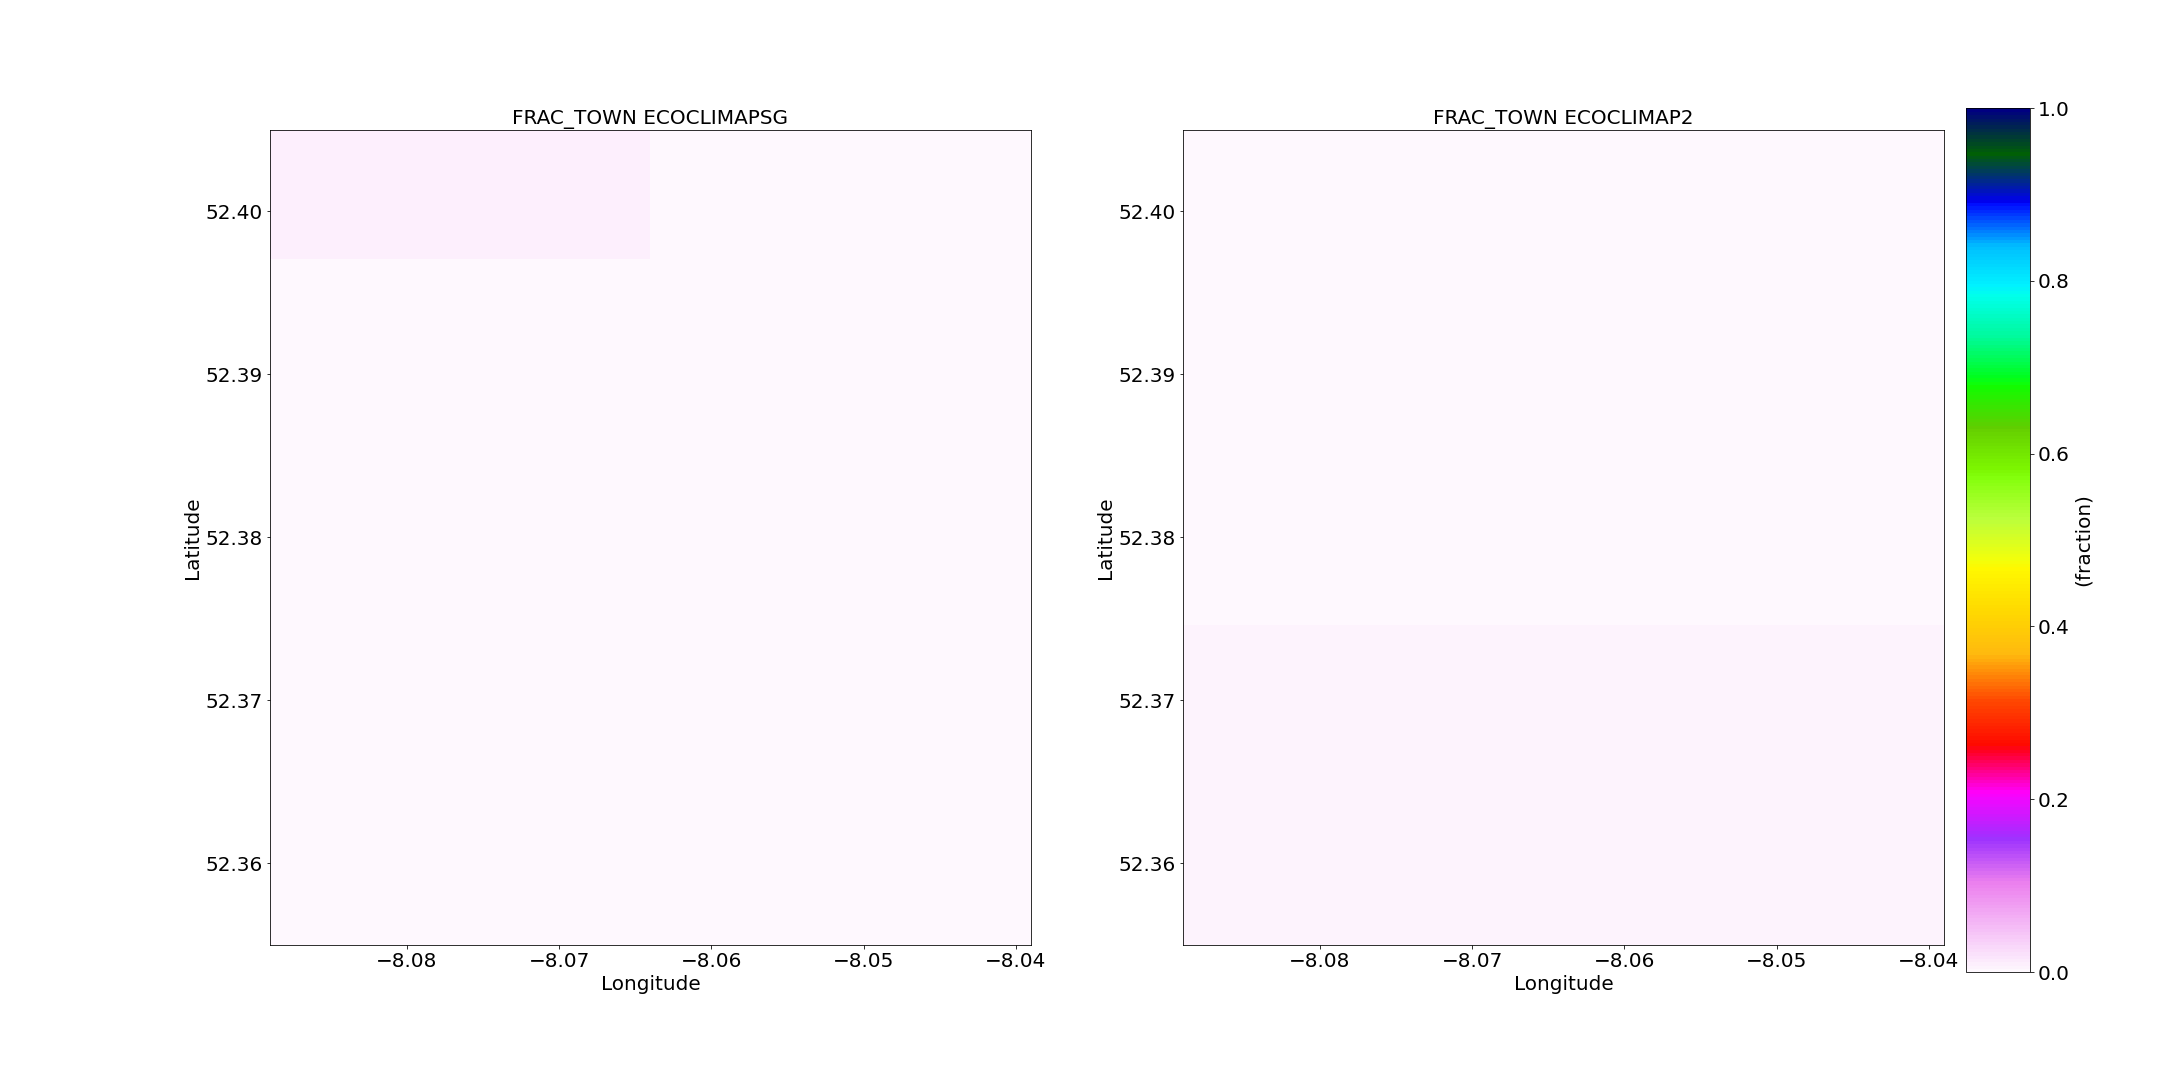 FRAC_TOWN ECOCLIMAPSG
52.40
52.39
52.38
52.37
52.36
Latitude
−8.08 −8.07 −8.06 −8.05 −8.04
Longitude
FRAC_TOWN ECOCLIMAP2
52.40
52.39
52.38
52.37
52.36
Latitude
−8.08 −8.07 −8.06 −8.05 −8.04
Longitude
1.0
0.8
0.6
0.4
0.2
0.0
(fraction)